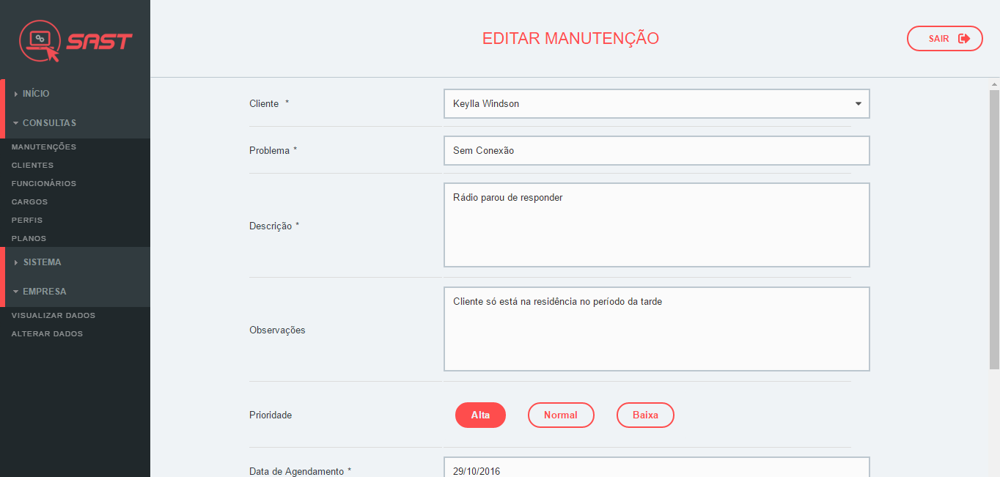 SAST
EDITAR MANUTENÇÃO
SAIR
INÍCIO
CONSULTAS
MANUTENÇÕES
CLIENTES
FUNCIONÁRIOS
CARGOS
PERFIS
PLANOS
SISTEMA
EMPRESA
VISUALIZAR DADOS
ALTERAR DADOS
Cliente * Keylla Windson
Problema * Sem Conexão
Descrição * Rádio parou de responder
Observações Cliente só está na residência no período da tarde
Prioridade Alta Normal Baixa
Data de Agendamento * 29/10/2016